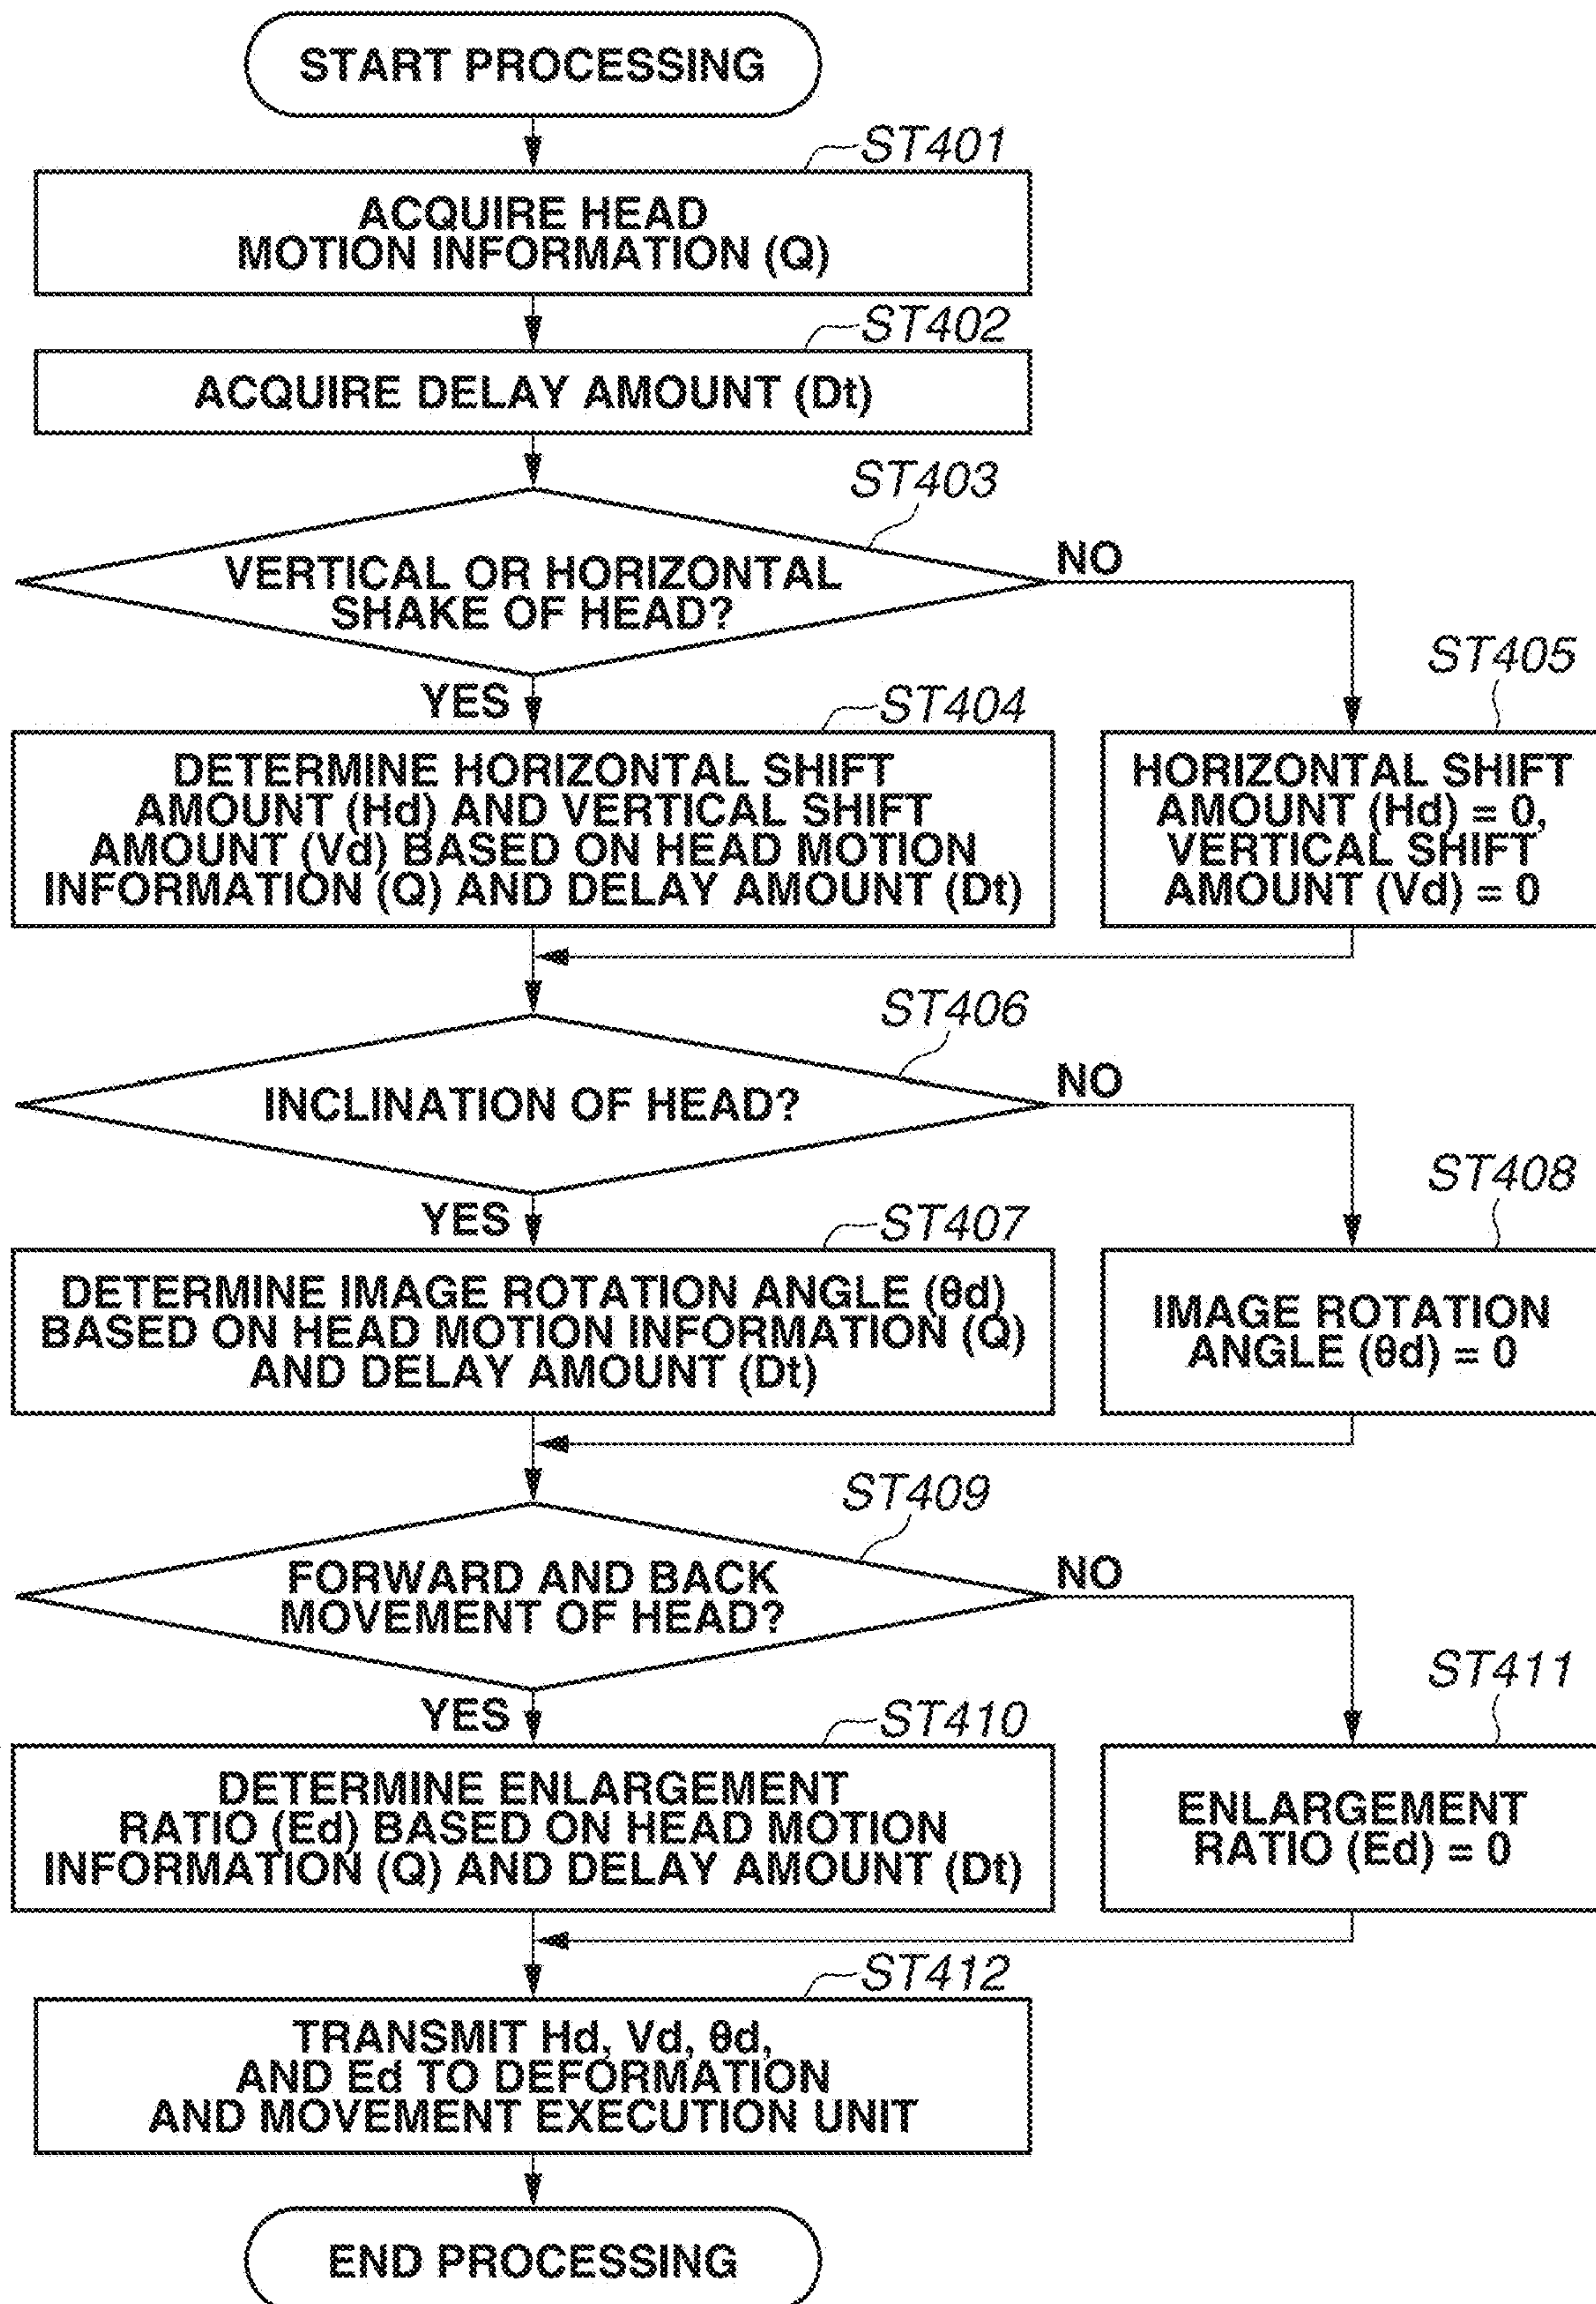 START PROCESSING
ST401
ACQUIRE HEAD
MOTION INFORMATION (Q)
ST402
ACQUIRE DELAY AMOUNT (Dt)
ST403
VERTICAL OR HORIZONTAL
SHAKE OF HEAD?
NO
YES
ST404
DETERMINE HORIZONTAL SHIFT
AMOUNT (Hd) AND VERTICAL SHIFT
AMOUNT (Vd) BASED ON HEAD MOTION
INFORMATION (Q) AND DELAY AMOUNT (Dt)
ST405
HORIZONTAL SHIFT
AMOUNT (Hd) = 0,
VERTICAL SHIFT
AMOUNT (Vd) = 0
ST406
INCLINATION OF HEAD?
NO
YES
ST407
DETERMINE IMAGE ROTATION ANGLE (θd)
BASED ON HEAD MOTION INFORMATION (Q)
AND DELAY AMOUNT (Dt)
ST408
IMAGE ROTATION
ANGLE (θd) = 0
ST409
FORWARD AND BACK
MOVEMENT OF HEAD?
NO
YES
ST410
DETERMINE ENLARGEMENT
RATIO (Ed) BASED ON HEAD MOTION
INFORMATION (Q) AND DELAY AMOUNT (Dt)
ST411
ENLARGEMENT
RATIO (Ed) = 0
ST412
TRANSMIT Hd, Vd, θd,
AND Ed TO DEFORMATION
AND MOVEMENT EXECUTION UNIT
END PROCESSING